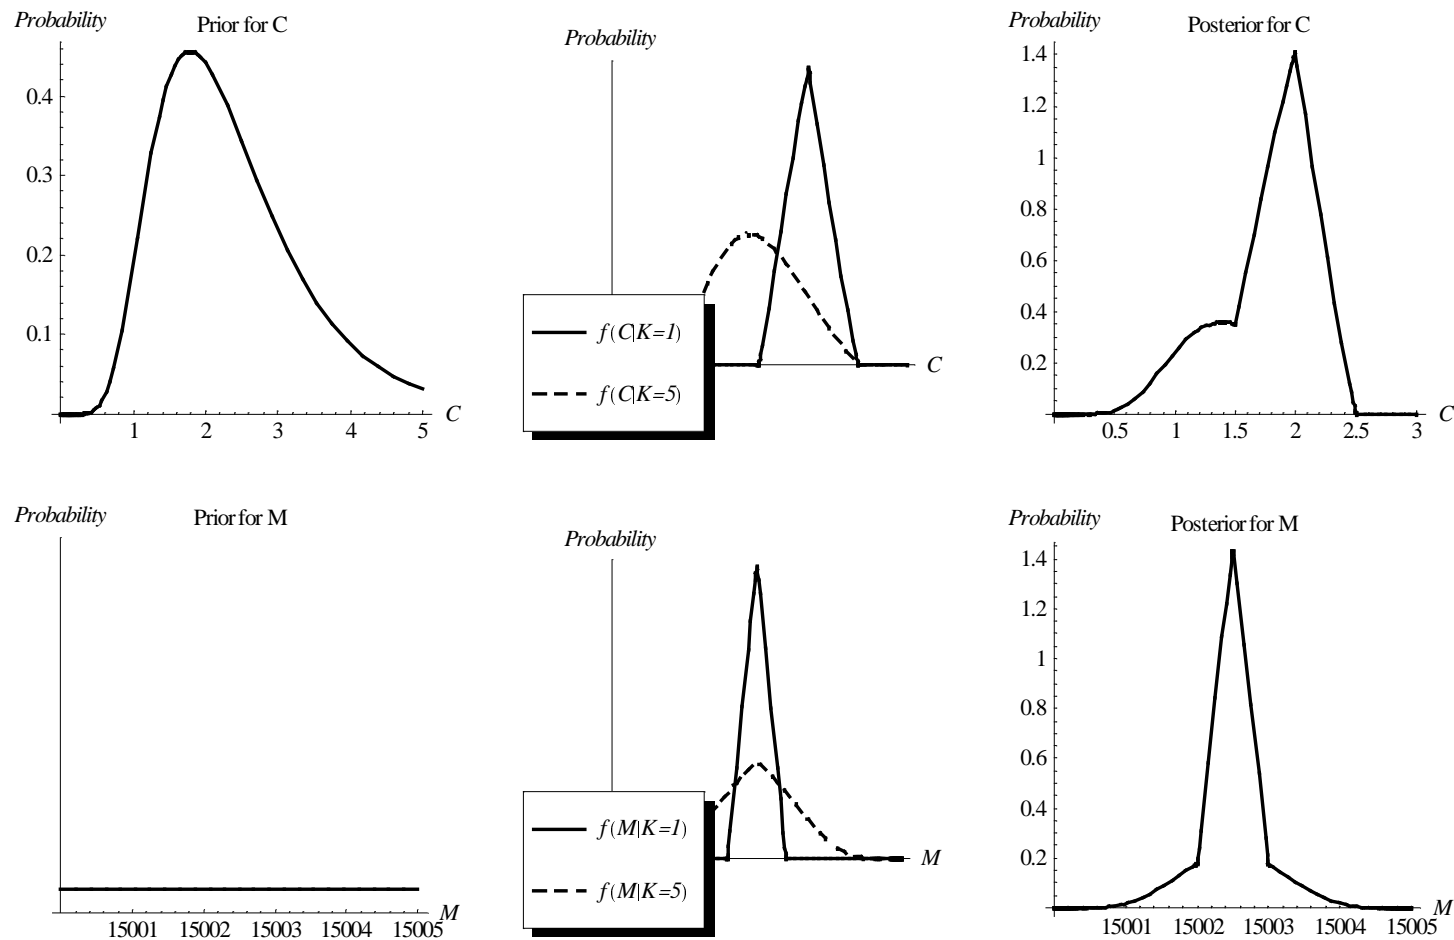 Probability
Prior for C
0.4
0.3
0.2
0.1
1 2 3 4 5
C
Probability
f(C|K=1)
f(C|K=5)
C
Probability
Posterior for C
1.4
1.2
1
0.8
0.6
0.4
0.2
0.5 1 1.5 2 2.5 3
C
Probability
Prior for M
15001 15002 15003 15004 15005
M
Probability
f(M|K=1)
f(M|K=5)
M
Probability
Posterior for M
1.4
1.2
1
0.8
0.6
0.4
0.2
15001 15002 15003 15004 15005
M